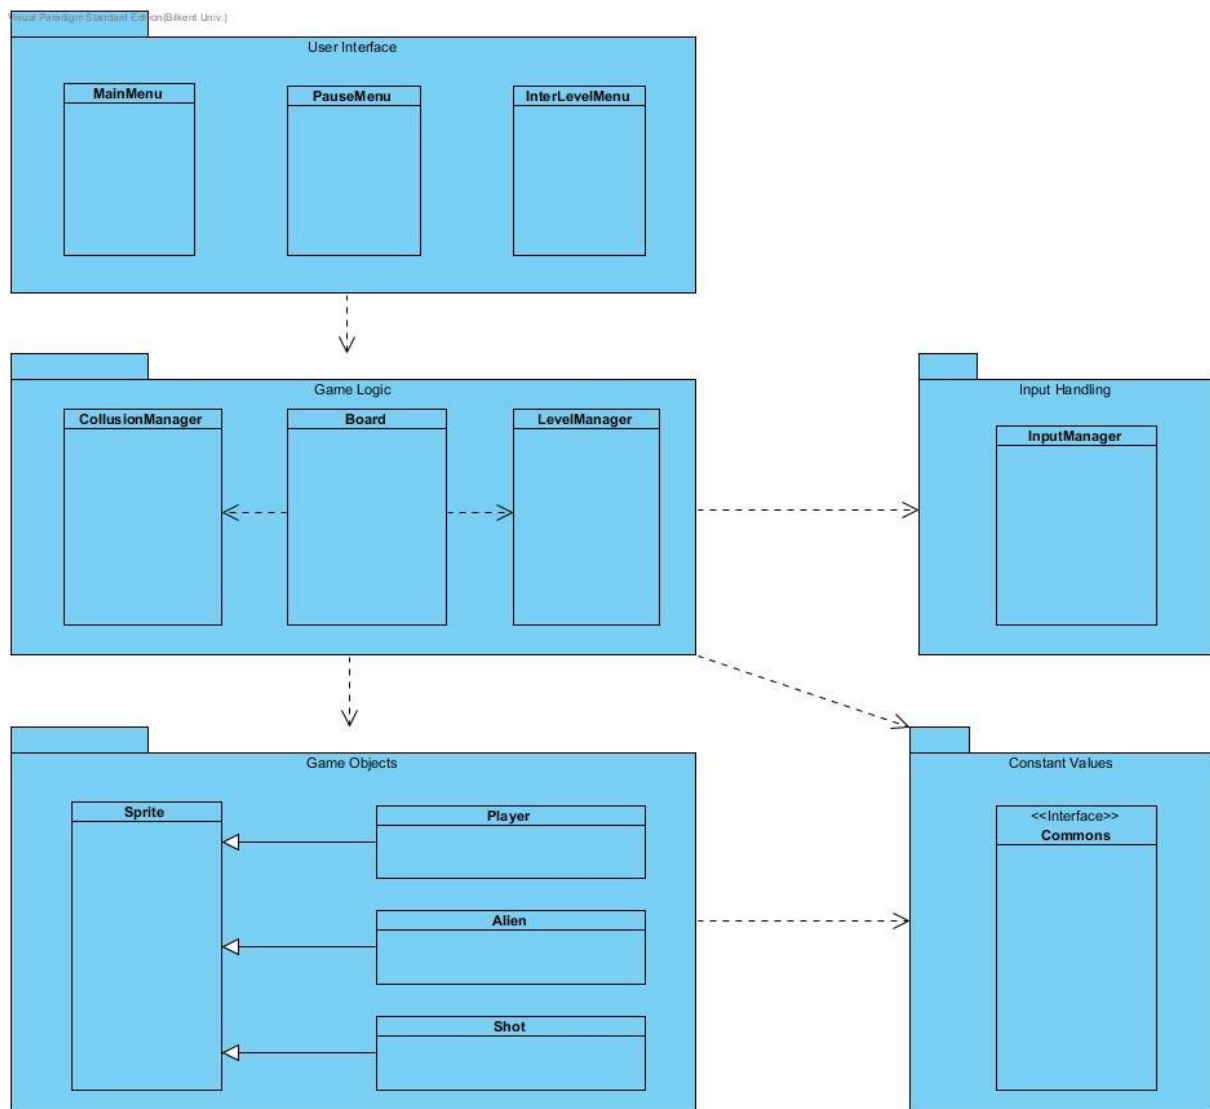 Visual Paradigm Standard Edition(Bilkent Univ.)
User Interface
MainMenu
PauseMenu
InterLevelMenu
Game Logic
CollusionManager
Board
LevelManager
Input Handling
InputManager
Game Objects
Sprite
Player
Alien
Shot
Constant Values
<<Interface>>
Commons